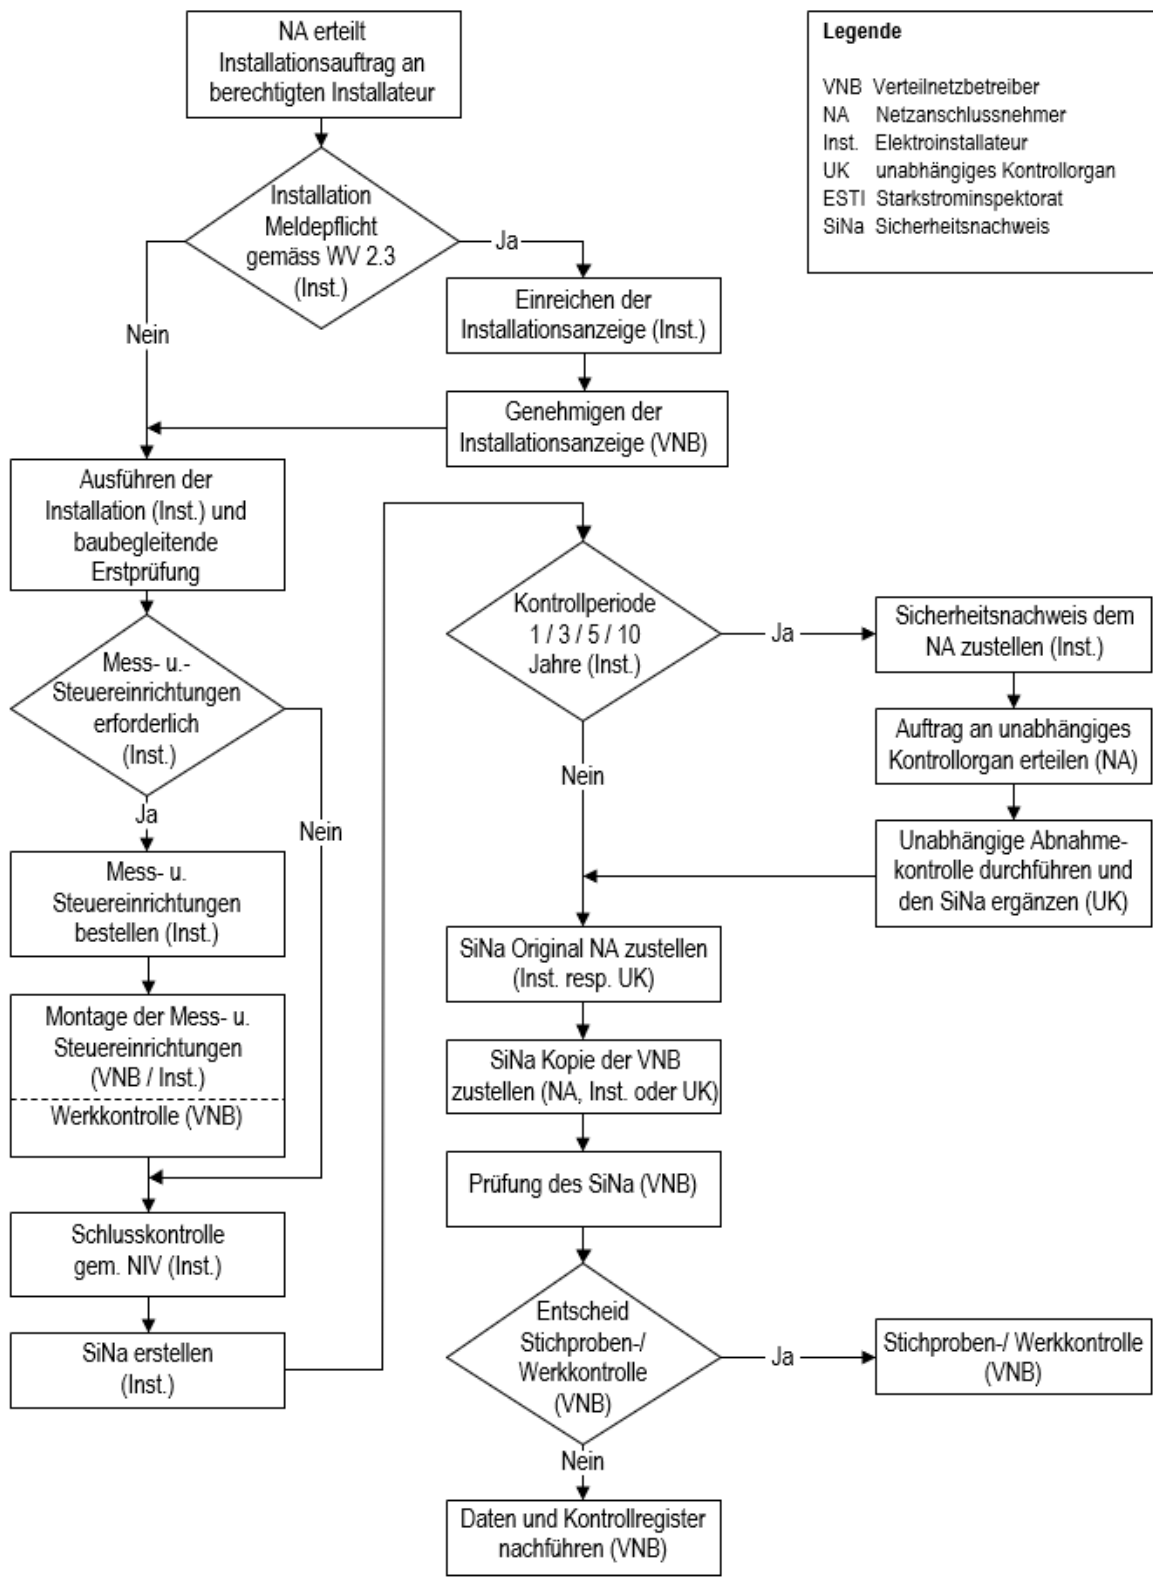 NA erteilt
Installationsauftrag an
berechtigten Installateur
Legende
VNB Verteilnetzbetreiber
NA Netzanschlussnehmer
Inst. Elektroinstallateur
UK unabhängiges Kontrollorgan
ESTI Starkstrominspektorat
SiNa Sicherheitsnachweis
Installation
Meldepflicht
gemäss WV 2.3
(Inst.)
Ja
Nein
Einreichen der
Installationsanzeige (Inst.)
Genehmigen der
Installationsanzeige (VNB)
Ausführen der
Installation (Inst.) und
baubegleitende
Erstprüfung
Mess- u.-
Steuereinrichtungen
erforderlich
(Inst.)
Ja
Nein
Mess- u.
Steuereinrichtungen
bestellen (Inst.)
Montage der Mess- u.
Steuereinrichtungen
(VNB / Inst.)
Werkkontrolle (VNB)
Schlusskontrolle
gem. NIV (Inst.)
SiNa erstellen
(Inst.)
Kontrollperiode
1 / 3 / 5 / 10
Jahre (Inst.)
Ja
Nein
Sicherheitsnachweis dem
NA zustellen (Inst.)
Auftrag an unabhängiges
Kontrollorgan erteilen (NA)
Unabhängige Abnahme-
kontrolle durchführen und
den SiNa ergänzen (UK)
SiNa Original NA zustellen
(Inst. resp. UK)
SiNa Kopie der VNB
zustellen (NA, Inst. oder UK)
Prüfung des SiNa (VNB)
Entscheid
Stichproben-/
Werkkontrolle
(VNB)
Ja
Stichproben-/ Werkkontrolle
(VNB)
Nein
Daten und Kontrollregister
nachführen (VNB)